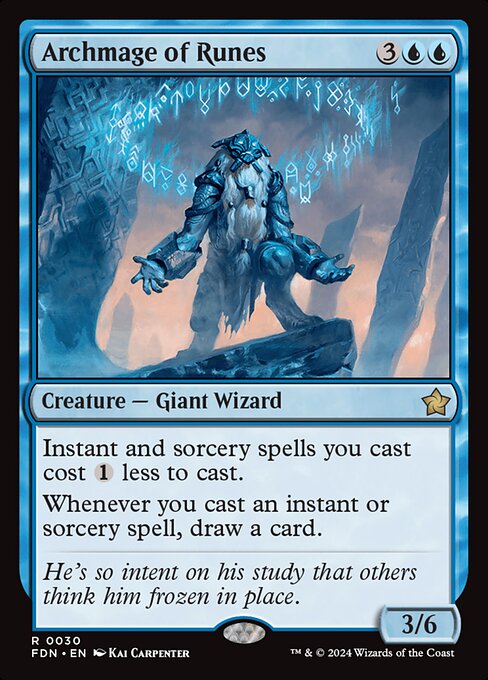 Archmage of Runes 3
Creature — Giant Wizard
Instant and sorcery spells you cast
cost 1 less to cast.
Whenever you cast an instant or
sorcery spell, draw a card.
He's so intent on his study that others
think him frozen in place.
3/6
R 0030
FDN • EN Kai Carpenter
™ & © 2024 Wizards of the Coast